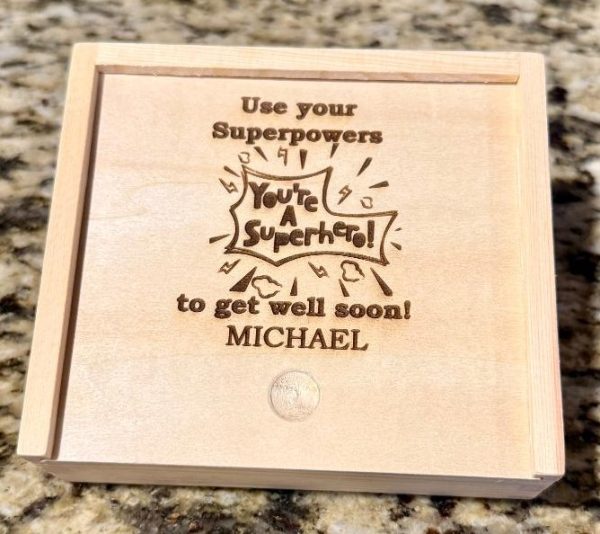 Use your
Superpowers
You're
A
Superhero!
to get well soon!
MICHAEL